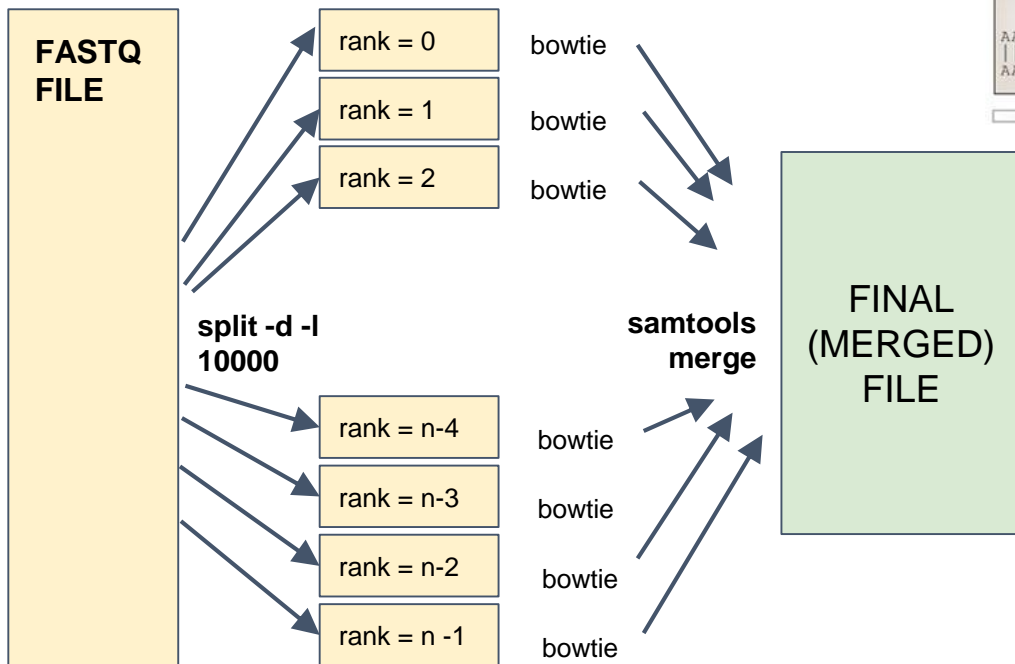 FASTQ
FILE
rank = 0
bowtie
rank = 1
bowtie
rank = 2
bowtie
split -d -l
10000
samtools
merge
FINAL
(MERGED)
FILE
rank = n-4
bowtie
rank = n-3
bowtie
rank = n-2
bowtie
rank = n -1
bowtie